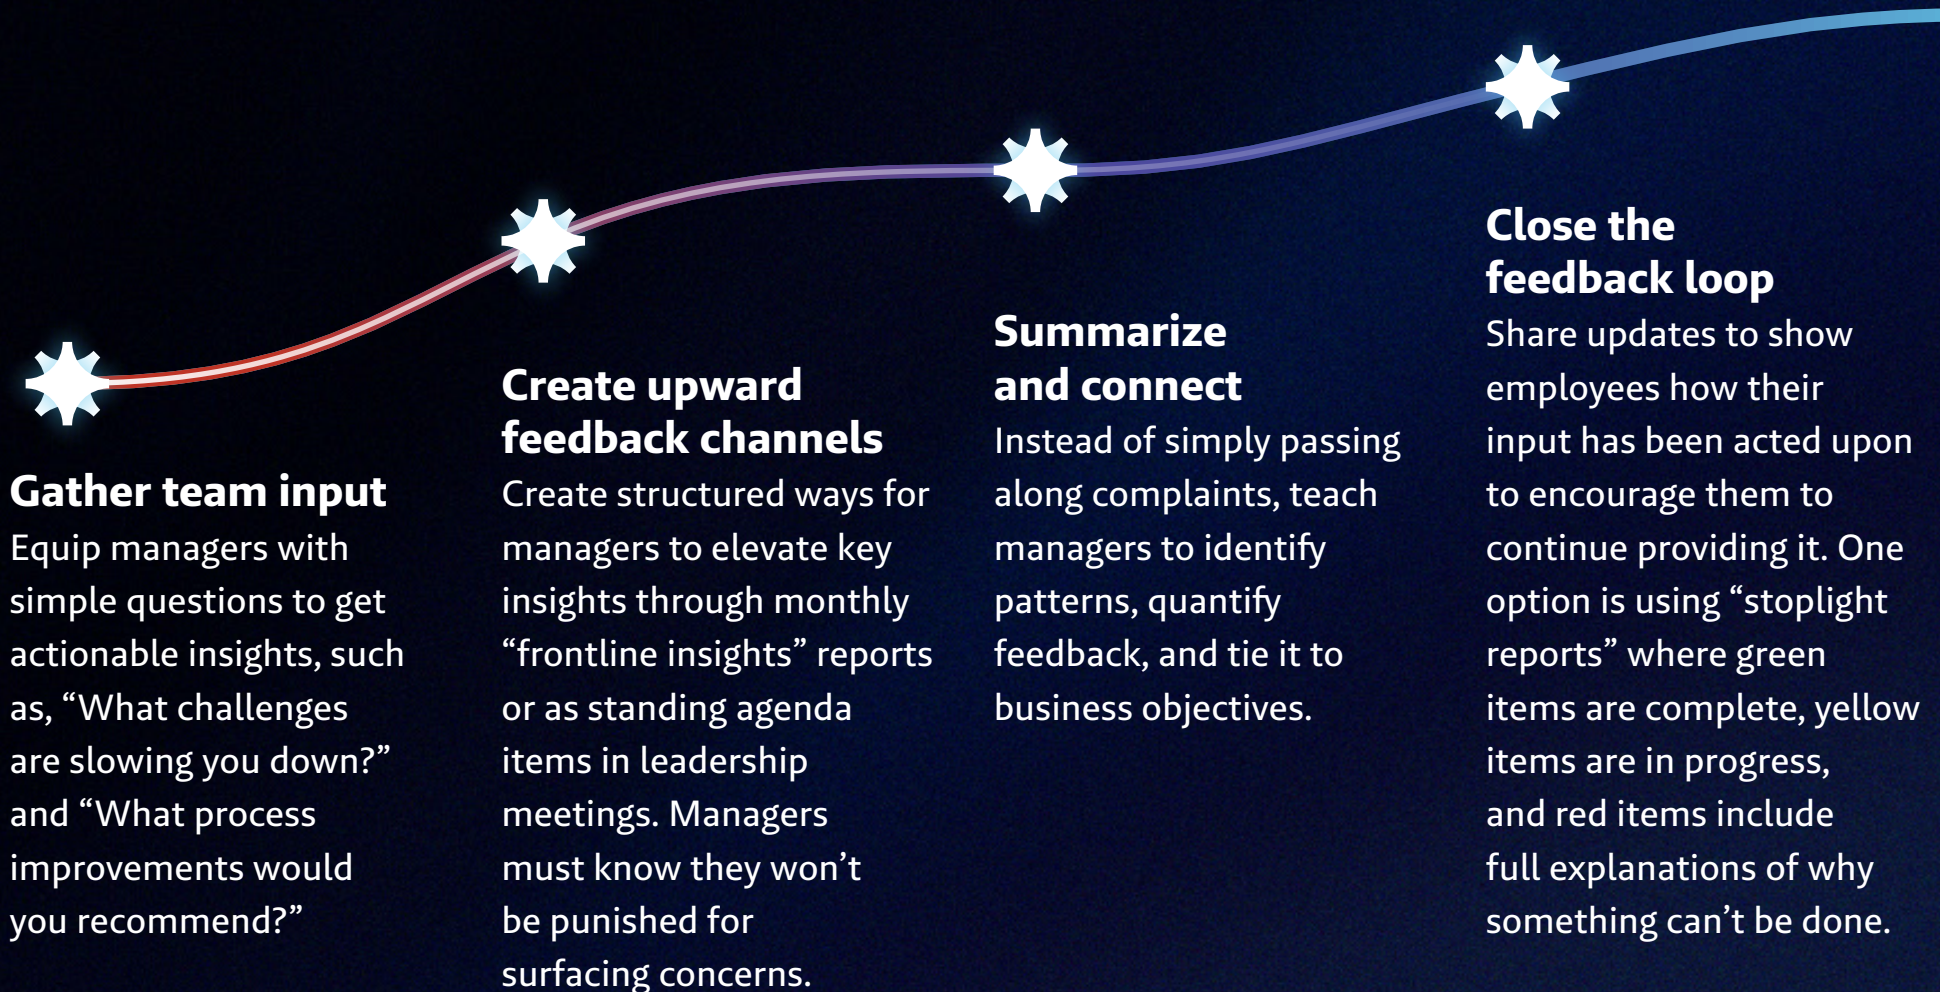 Gather team input
Equip managers with
simple questions to get
actionable insights, such
as, “What challenges
are slowing you down?”
and “What process
improvements would
you recommend?”
Create upward
feedback channels
Create structured ways for
managers to elevate key
insights through monthly
“frontline insights” reports
or as standing agenda
items in leadership
meetings. Managers
must know they won’t
be punished for
surfacing concerns.
Summarize
and connect
Instead of simply passing
along complaints, teach
managers to identify
patterns, quantify
feedback, and tie it to
business objectives.
Close the
feedback loop
Share updates to show
employees how their
input has been acted upon
to encourage them to
continue providing it. One
option is using “stoplight
reports” where green
items are complete, yellow
items are in progress,
and red items include
full explanations of why
something can’t be done.